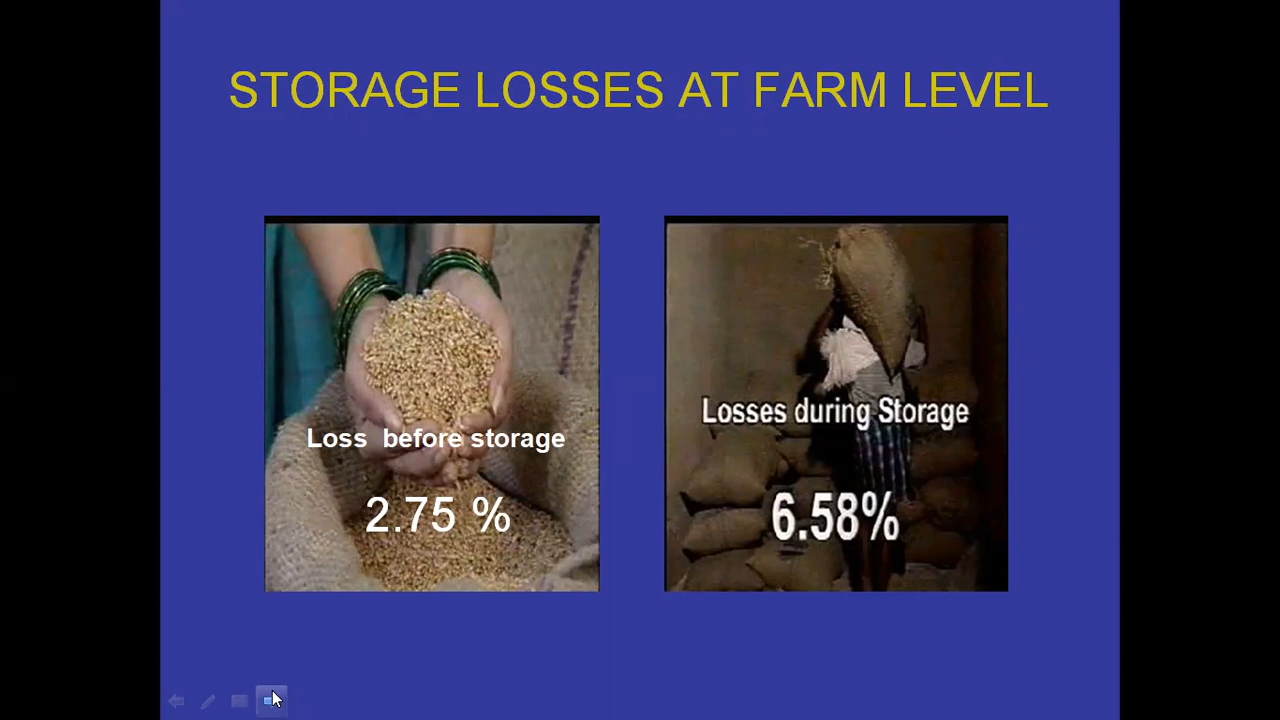 STORAGE LOSSES AT FARM LEVEL
Loss before storage
2.75 %
Losses during Storage
6.58%